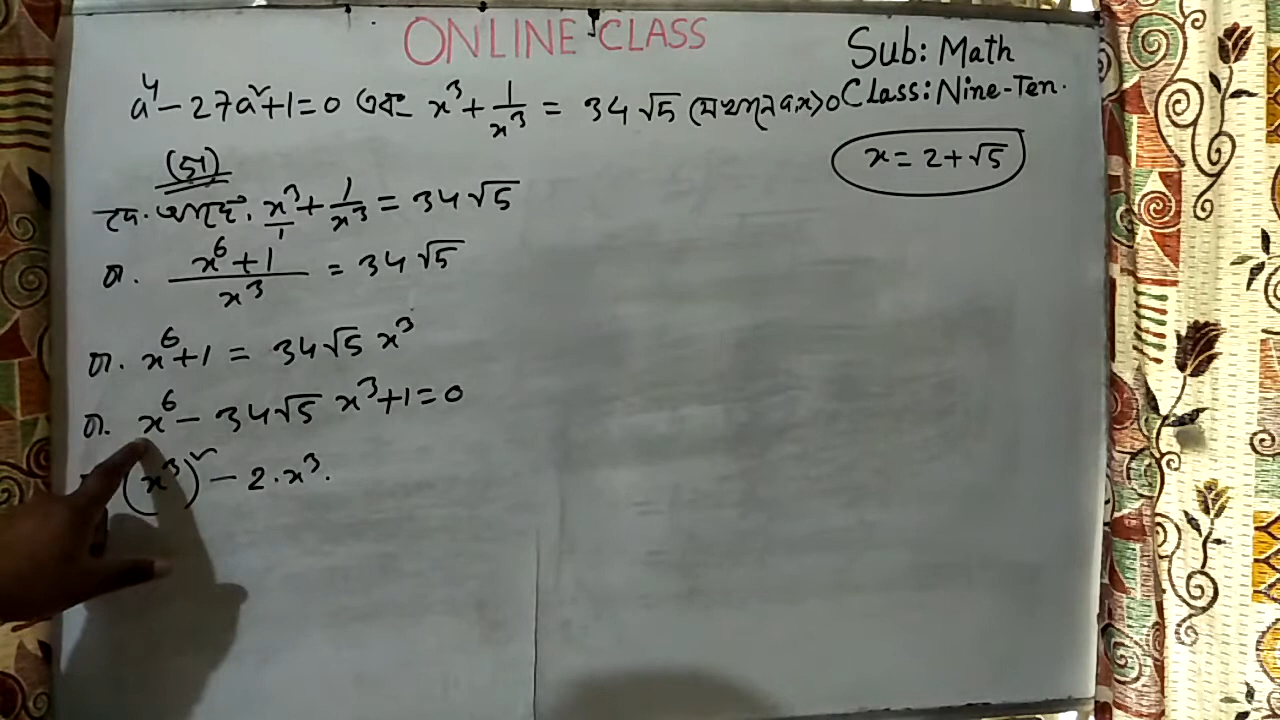 ONLINE CLASS
Sub: Math
Class: Nine-Ten.
a⁴ - 27a² + 1 = 0 এবং x³ + 1/x³ = 34√5 (যেখানে a, x > 0
x = 2 + √5
খ. x³/1 + 1/x³ = 34√5
বা. (x⁶ + 1)/x³ = 34√5
বা. x⁶ + 1 = 34√5 x³
বা. x⁶ - 34√5 x³ + 1 = 0
(x³)² - 2 · x³.